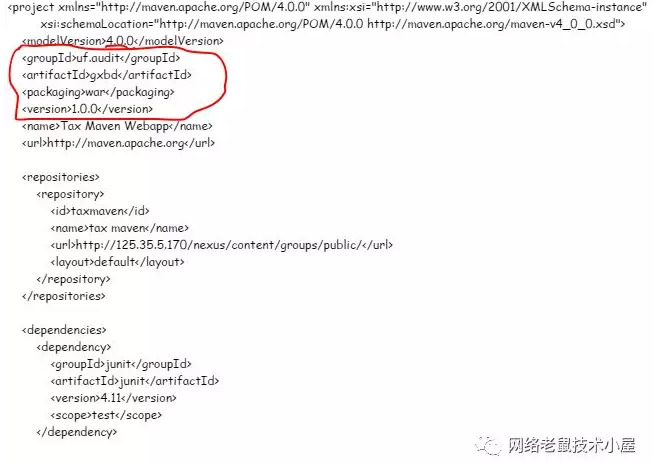 <project xmlns="http://maven.apache.org/POM/4.0.0" xmlns:xsi="http://www.w3.org/2001/XMLSchema-instance"
xsi:schemaLocation="http://maven.apache.org/POM/4.0.0 http://maven.apache.org/maven-v4_0_0.xsd">
<modelVersion>4.0.0</modelVersion>
<groupId>uf.audit</groupId>
<artifactId>gxbd</artifactId>
<packaging>war</packaging>
<version>1.0.0</version>
<name>Tax Maven Webapp</name>
<url>http://maven.apache.org</url>
<repositories>
<repository>
<id>taxmaven</id>
<name>tax maven</name>
<url>http://125.35.5.170/nexus/content/groups/public/</url>
<layout>default</layout>
</repository>
</repositories>
<dependencies>
<dependency>
<groupId>junit</groupId>
<artifactId>junit</artifactId>
<version>4.11</version>
<scope>test</scope>
</dependency>
网络老鼠技术小屋